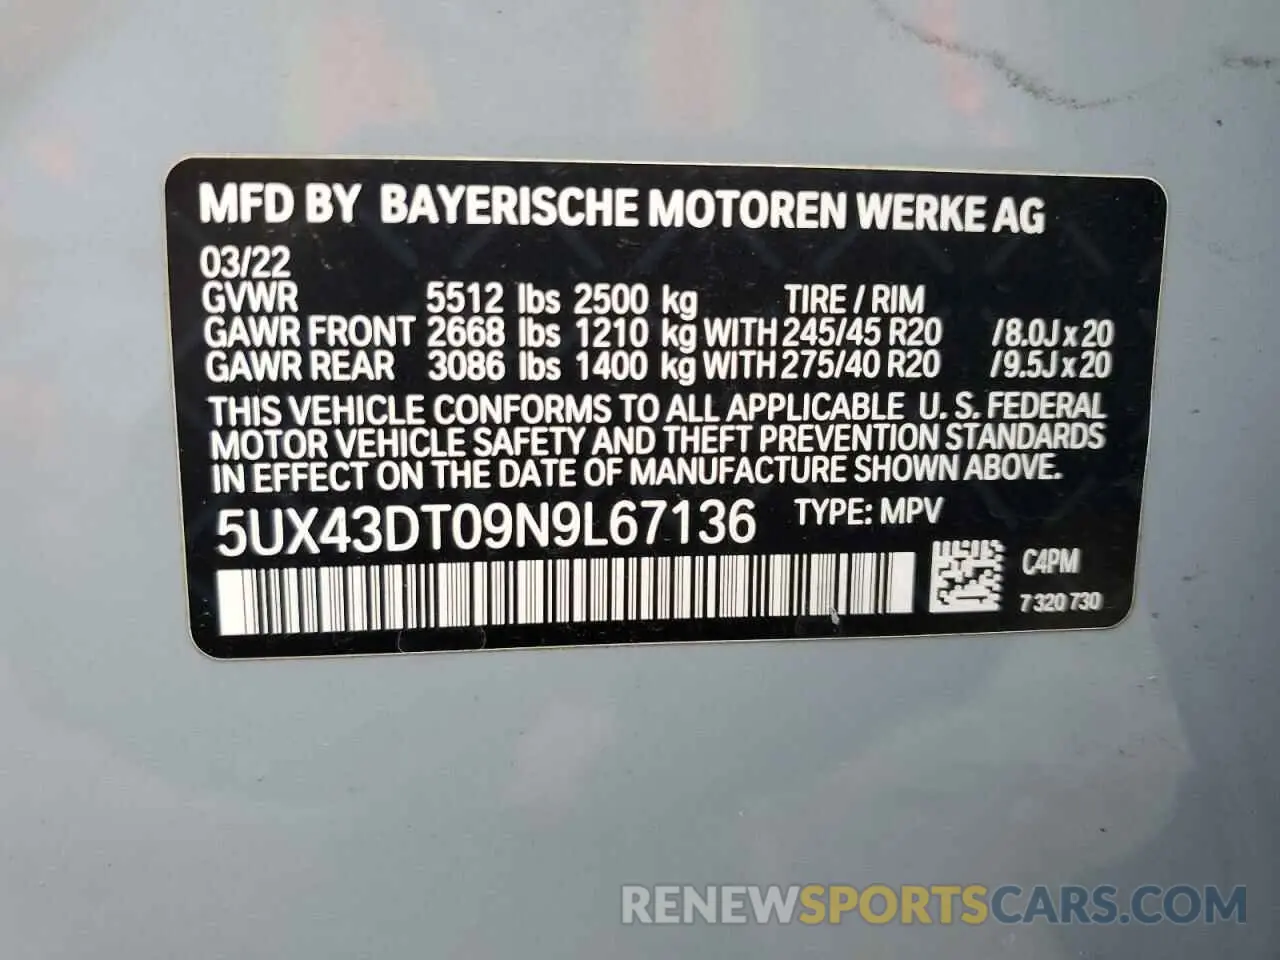 MFD BY BAYERISCHE MOTOREN WERKE AG
03/22
GVWR 5512 lbs 2500 kg TIRE / RIM
GAWR FRONT 2668 lbs 1210 kg WITH 245/45 R20 /8.0J x 20
GAWR REAR 3086 lbs 1400 kg WITH 275/40 R20 /9.5J x 20
THIS VEHICLE CONFORMS TO ALL APPLICABLE U. S. FEDERAL
MOTOR VEHICLE SAFETY AND THEFT PREVENTION STANDARDS
IN EFFECT ON THE DATE OF MANUFACTURE SHOWN ABOVE.
5UX43DT09N9L67136 TYPE: MPV
C4PM
7 320 730
RENEWSPORTSCARS.COM